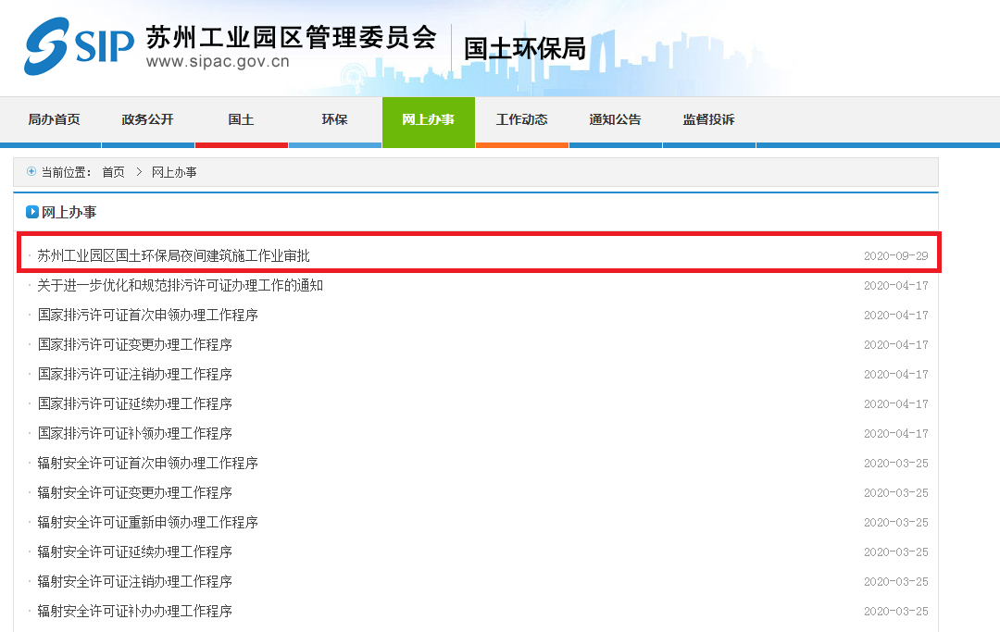 SIP 苏州工业园区管理委员会 国土环保局
www.sipac.gov.cn
局办首页 政务公开 国土 环保 网上办事 工作动态 通知公告 监督投诉
当前位置： 首页 > 网上办事
网上办事
· 苏州工业园区国土环保局夜间建筑施工作业审批 2020-09-29
· 关于进一步优化和规范排污许可证办理工作的通知 2020-04-17
· 国家排污许可证首次申领办理工作程序 2020-04-17
· 国家排污许可证变更办理工作程序 2020-04-17
· 国家排污许可证注销办理工作程序 2020-04-17
· 国家排污许可证延续办理工作程序 2020-04-17
· 国家排污许可证补领办理工作程序 2020-04-17
· 辐射安全许可证首次申领办理工作程序 2020-03-25
· 辐射安全许可证变更办理工作程序 2020-03-25
· 辐射安全许可证重新申领办理工作程序 2020-03-25
· 辐射安全许可证延续办理工作程序 2020-03-25
· 辐射安全许可证注销办理工作程序 2020-03-25
· 辐射安全许可证补办办理工作程序 2020-03-25